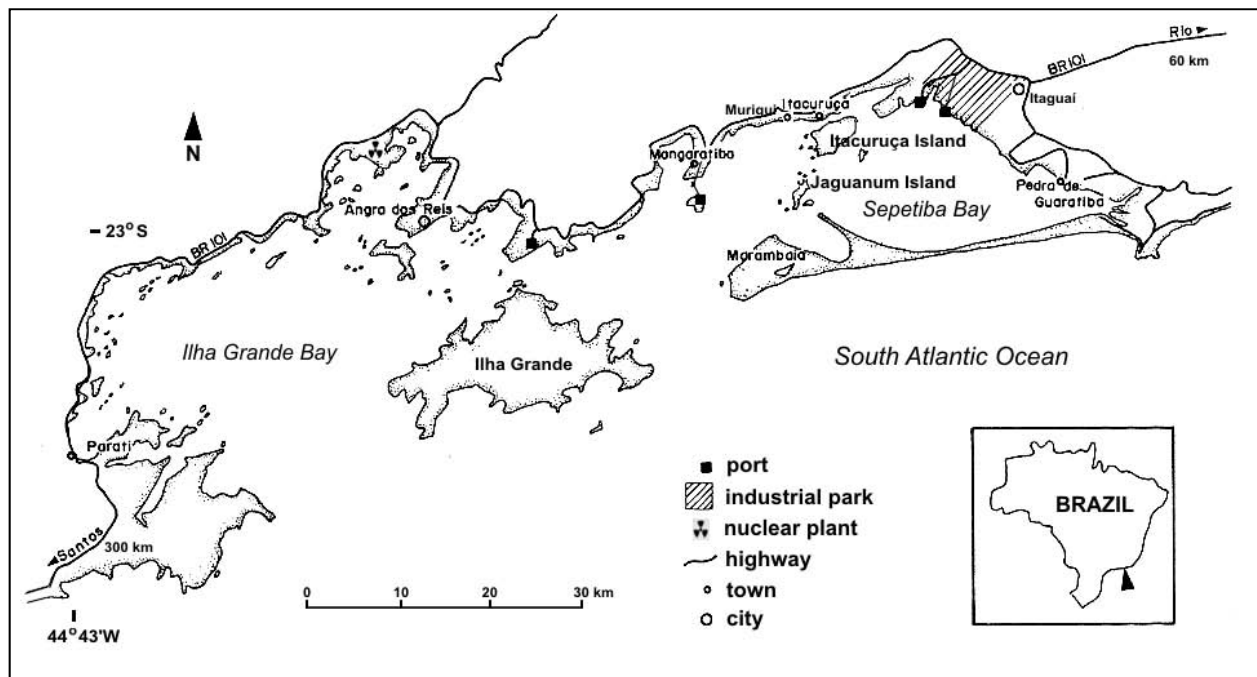 Rio
BR101
60 km
Itaguaí
Muriqui
Itacuruçá
Itacuruça Island
N
Mangaratiba
Jaguanum Island
Pedra de
Guaratiba
Sepetiba Bay
Angra dos Reis
23° S
BR101
Marambaia
Ilha Grande Bay
Ilha Grande
South Atlantic Ocean
Parati
port
industrial park
nuclear plant
highway
town
city
BRAZIL
Santos
300 km
0 10 20 30 km
44°43'W